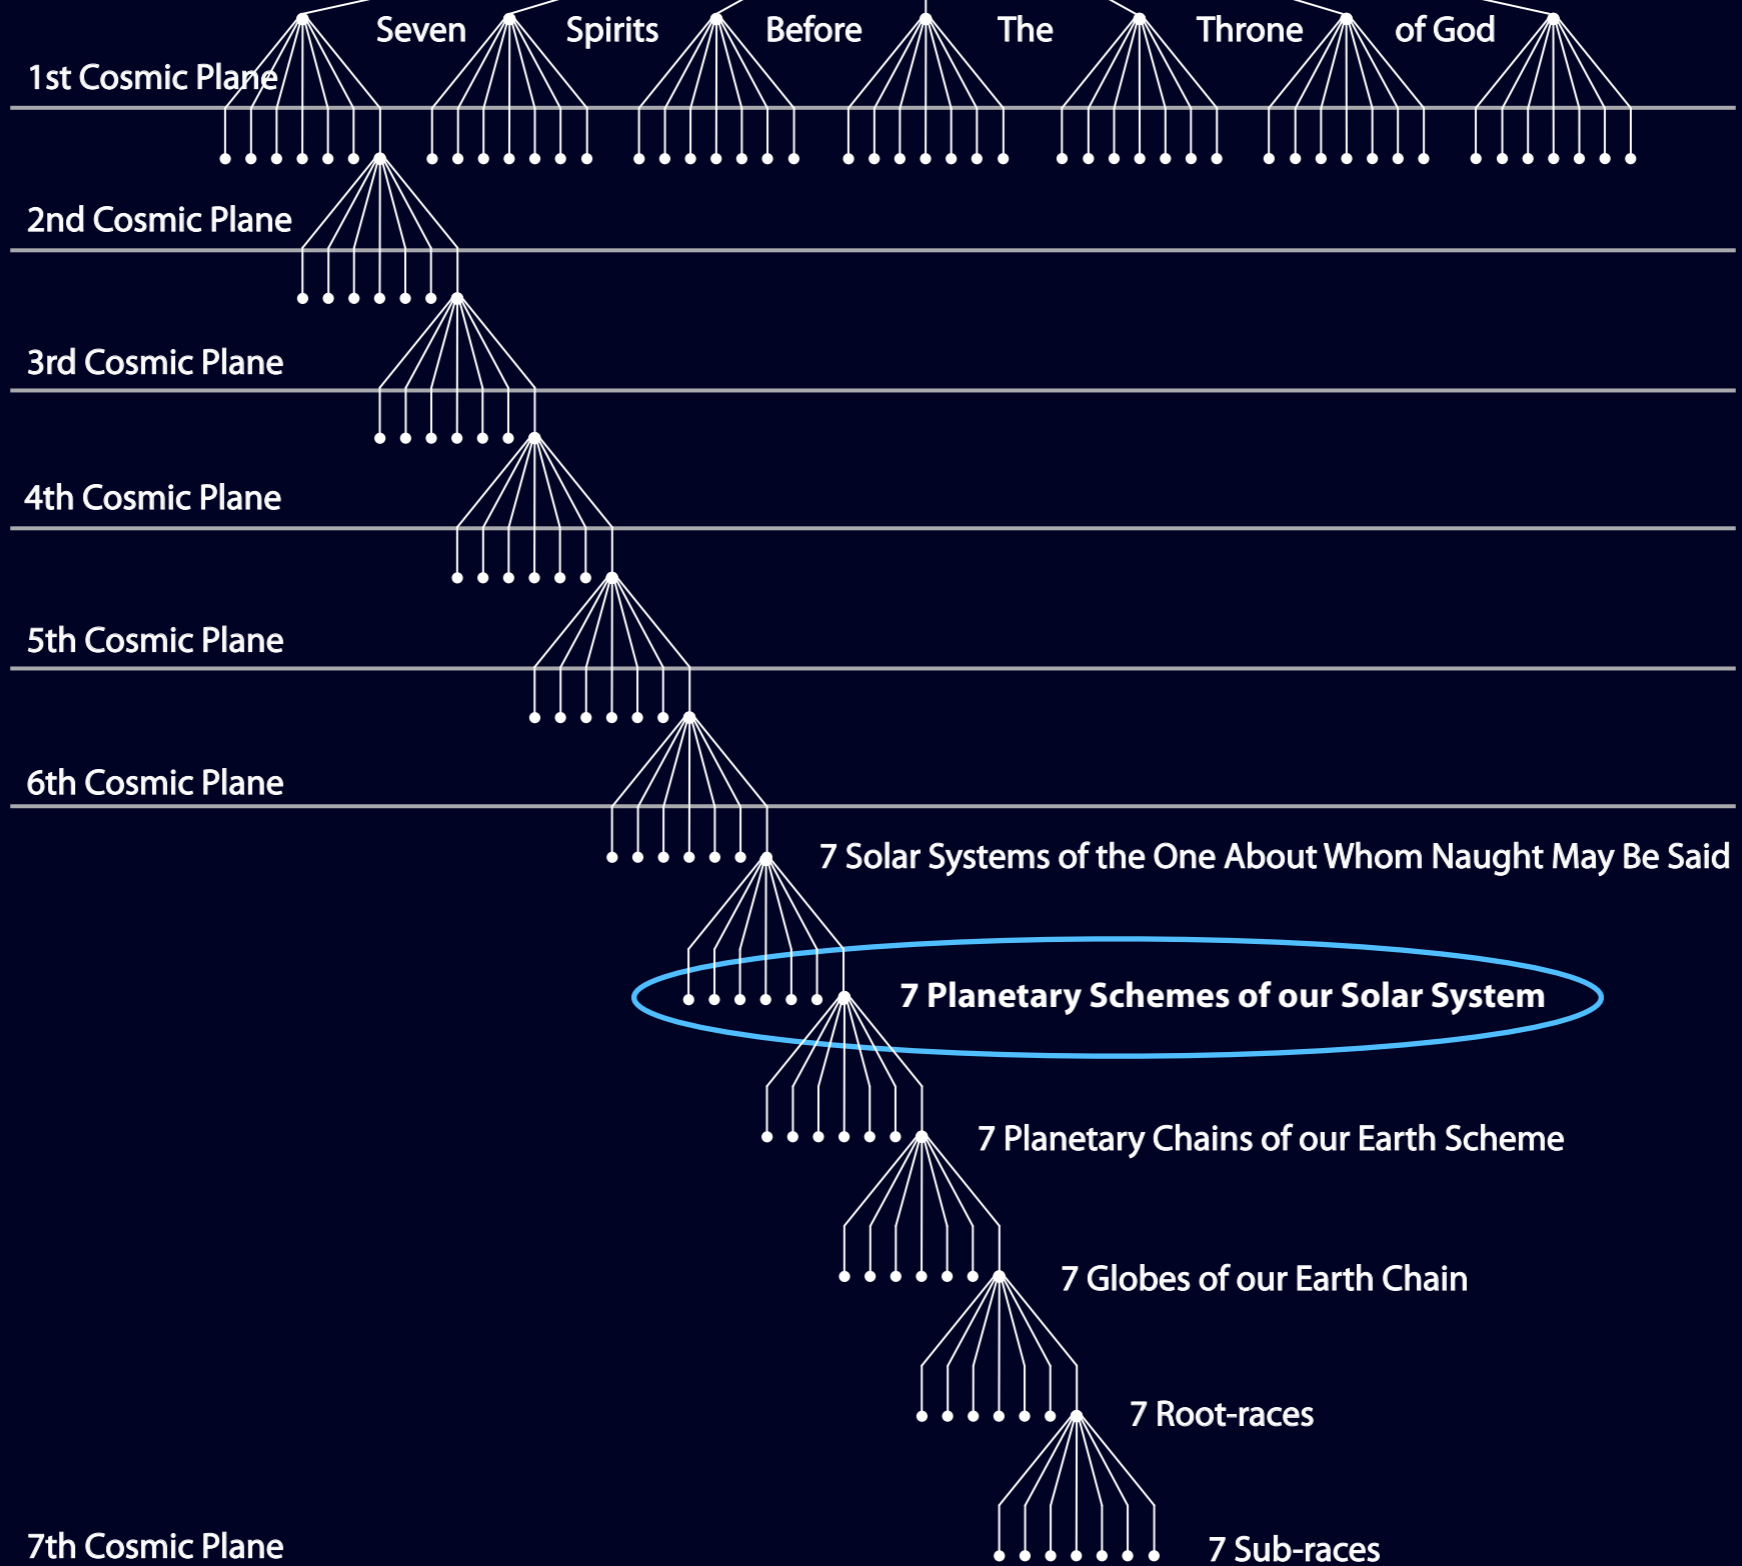 Seven Spirits Before The Throne of God
1st Cosmic Plane
2nd Cosmic Plane
3rd Cosmic Plane
4th Cosmic Plane
5th Cosmic Plane
6th Cosmic Plane
7 Solar Systems of the One About Whom Naught May Be Said
7 Planetary Schemes of our Solar System
7 Planetary Chains of our Earth Scheme
7 Globes of our Earth Chain
7 Root-races
7th Cosmic Plane
7 Sub-races